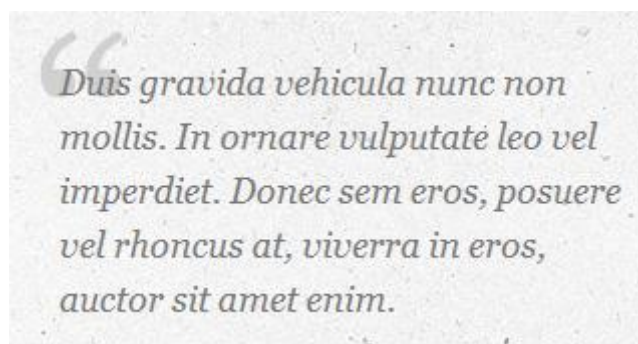 “Duis gravida vehicula nunc non
mollis. In ornare vulputate leo vel
imperdiet. Donec sem eros, posuere
vel rhoncus at, viverra in eros,
auctor sit amet enim.